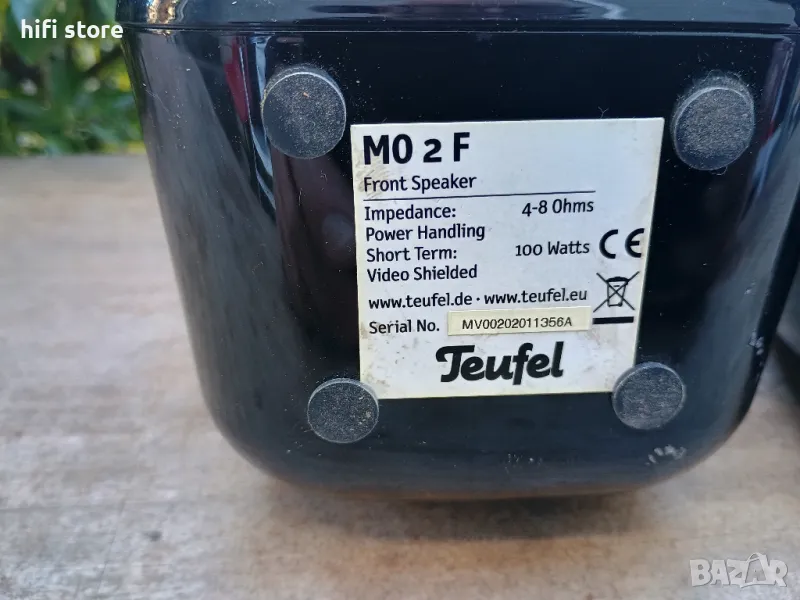 hifi store
MO 2 F
Front Speaker
Impedance: 4-8 Ohms
Power Handling
Short Term: 100 Watts CE
Video Shielded
www.teufel.de · www.teufel.eu
Serial No. MV00202011356A
Teufel
BAZAR